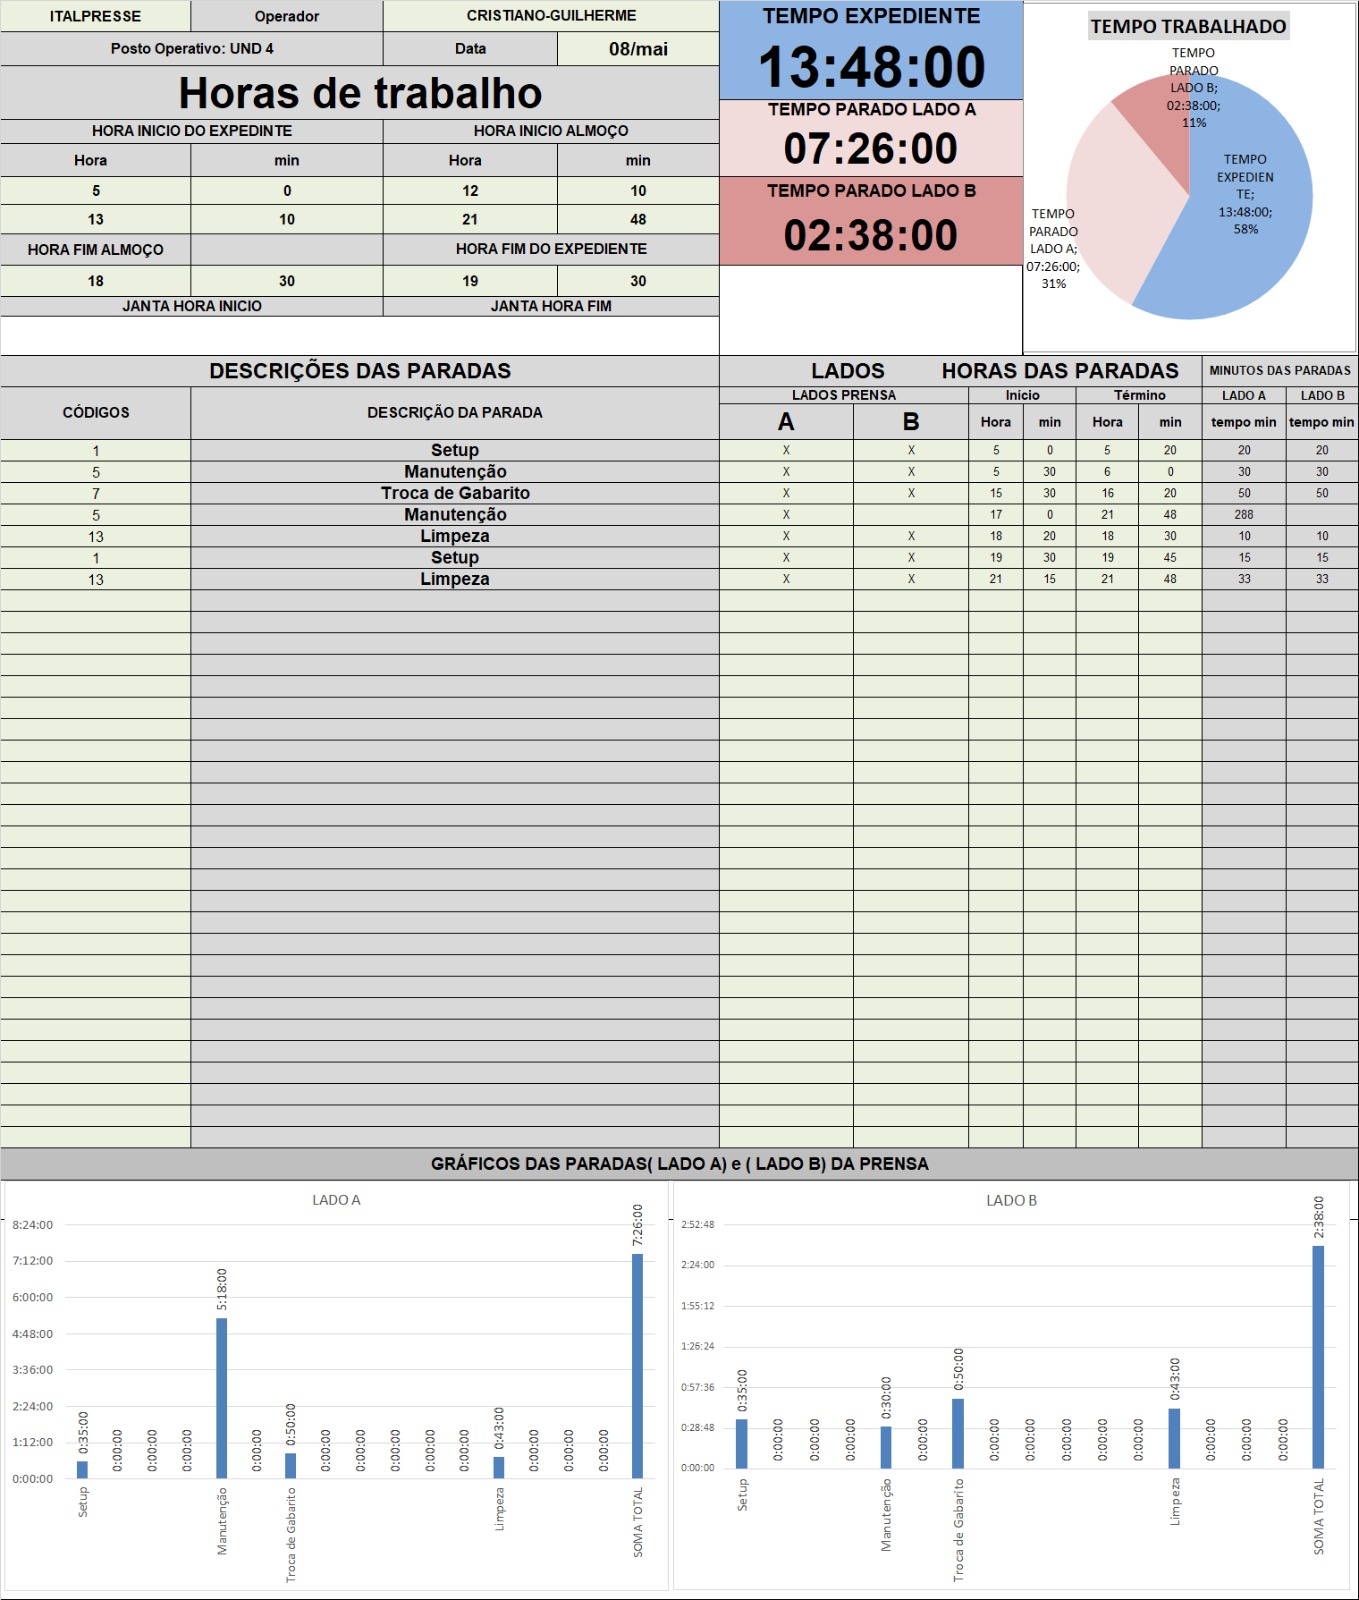 ITALPRESSE Operador CRISTIANO-GUILHERME
Posto Operativo: UND 4 Data 08/mai
Horas de trabalho
HORA INICIO DO EXPEDINTE HORA INICIO ALMOÇO
Hora min Hora min
5 0 12 10
13 10 21 48
HORA FIM ALMOÇO HORA FIM DO EXPEDIENTE
18 30 19 30
JANTA HORA INICIO JANTA HORA FIM
TEMPO EXPEDIENTE
13:48:00
TEMPO PARADO LADO A
07:26:00
TEMPO PARADO LADO B
02:38:00
TEMPO TRABALHADO
TEMPO
PARADO
LADO B;
02:38:00;
11%
TEMPO
EXPEDIEN
TE;
13:48:00;
58%
TEMPO
PARADO
LADO A;
07:26:00;
31%
DESCRIÇÕES DAS PARADAS LADOS HORAS DAS PARADAS MINUTOS DAS PARADAS
CÓDIGOS DESCRIÇÃO DA PARADA LADOS PRENSA Início Término LADO A LADO B
A B Hora min Hora min tempo min tempo min
1 Setup X X 5 0 5 20 20 20
5 Manutenção X X 5 30 6 0 30 30
7 Troca de Gabarito X X 15 30 16 20 50 50
5 Manutenção X 17 0 21 48 288
13 Limpeza X X 18 20 18 30 10 10
1 Setup X X 19 30 19 45 15 15
13 Limpeza X X 21 15 21 48 33 33
GRÁFICOS DAS PARADAS( LADO A) e ( LADO B) DA PRENSA
LADO A
8:24:00
7:12:00
6:00:00
4:48:00
3:36:00
2:24:00
1:12:00
0:00:00
0:35:00 0:00:00 0:00:00 0:00:00 5:18:00 0:00:00 0:50:00 0:00:00 0:00:00 0:00:00 0:00:00 0:00:00 0:43:00 0:00:00 0:00:00 0:00:00 7:26:00
Setup Manutenção Troca de Gabarito Limpeza SOMA TOTAL
LADO B
2:52:48
2:24:00
1:55:12
1:26:24
0:57:36
0:28:48
0:00:00
0:35:00 0:00:00 0:00:00 0:00:00 0:30:00 0:00:00 0:50:00 0:00:00 0:00:00 0:00:00 0:00:00 0:00:00 0:43:00 0:00:00 0:00:00 0:00:00 2:38:00
Setup Manutenção Troca de Gabarito Limpeza SOMA TOTAL